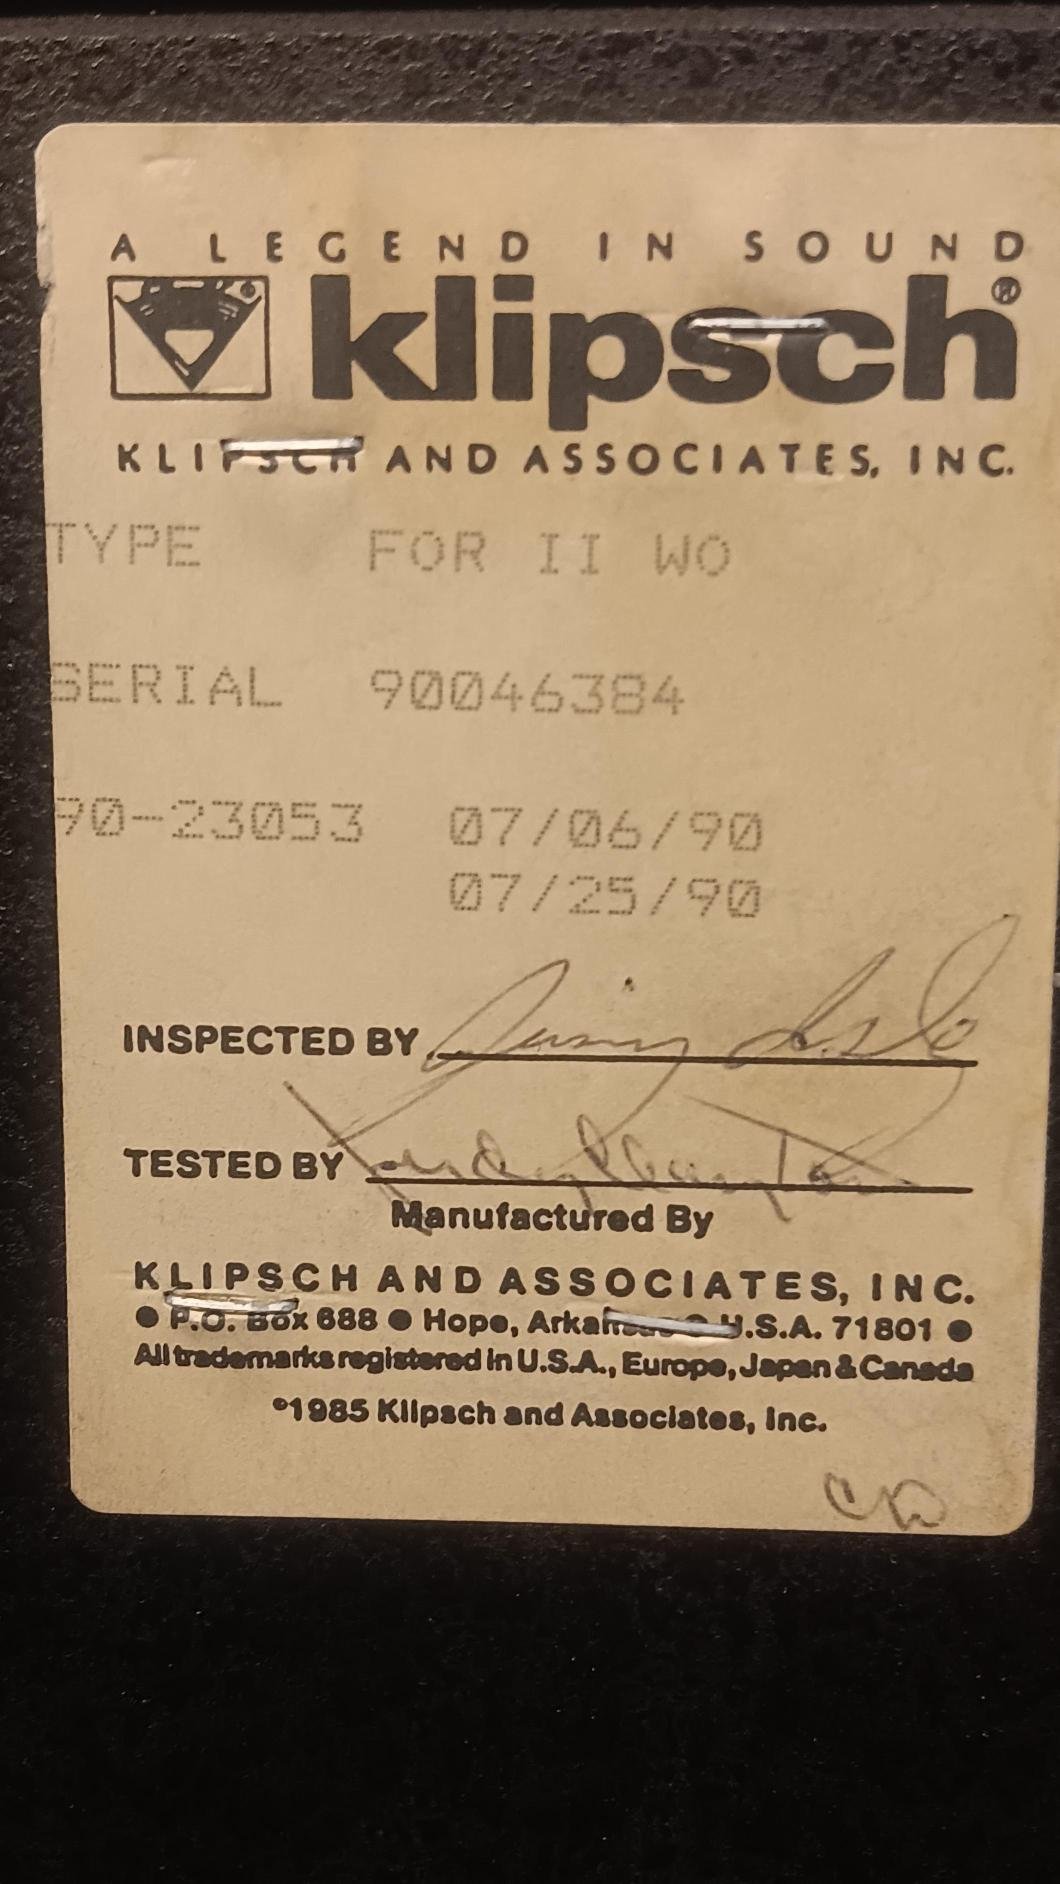 A LEGEND IN SOUND
klipsch®
KLIPSCH AND ASSOCIATES, INC.
TYPE FOR II WO
SERIAL 90046384
90-23053 07/06/90
07/25/90
INSPECTED BY
TESTED BY
Manufactured By
KLIPSCH AND ASSOCIATES, INC.
● P.O. Box 688 ● Hope, Arkansas ● U.S.A. 71801 ●
All trademarks registered in U.S.A., Europe, Japan & Canada
©1985 Klipsch and Associates, Inc.